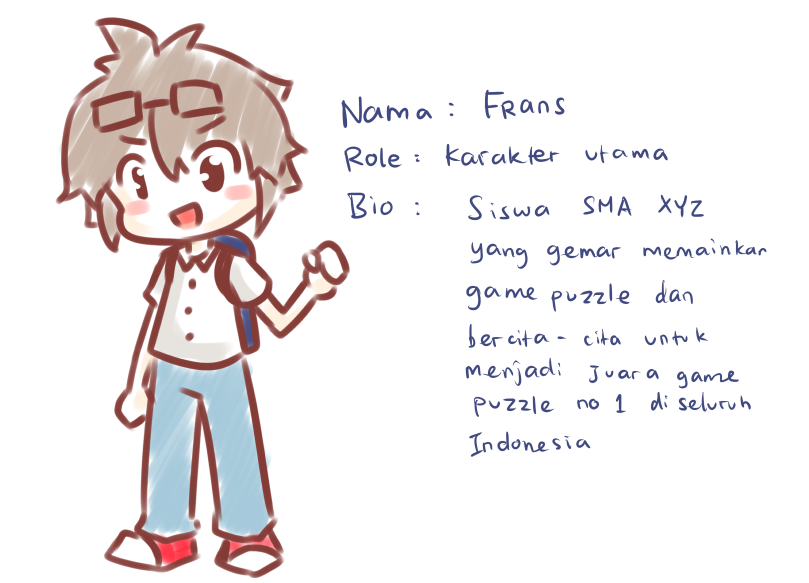 Nama : Frans
Role : karakter utama
Bio : Siswa SMA XYZ
yang gemar memainkan
game puzzle dan
bercita-cita untuk
menjadi Juara game
puzzle no 1 di seluruh
Indonesia